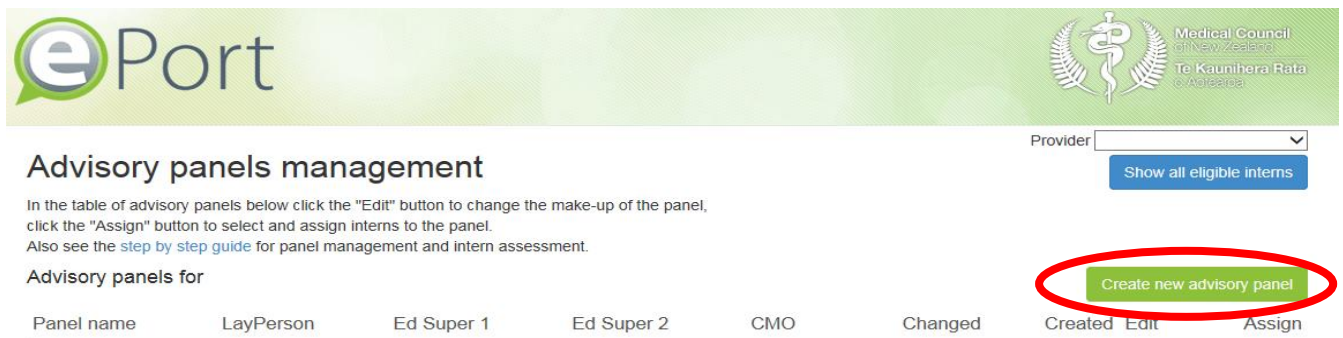 ePort
Medical Council
of New Zealand
Te Kaunihera Rata
o Aotearoa
Provider
Advisory panels management
Show all eligible interns
In the table of advisory panels below click the "Edit" button to change the make-up of the panel,
click the "Assign" button to select and assign interns to the panel.
Also see the step by step guide for panel management and intern assessment.
Advisory panels for
Create new advisory panel
Panel name LayPerson Ed Super 1 Ed Super 2 CMO Changed Created Edit Assign